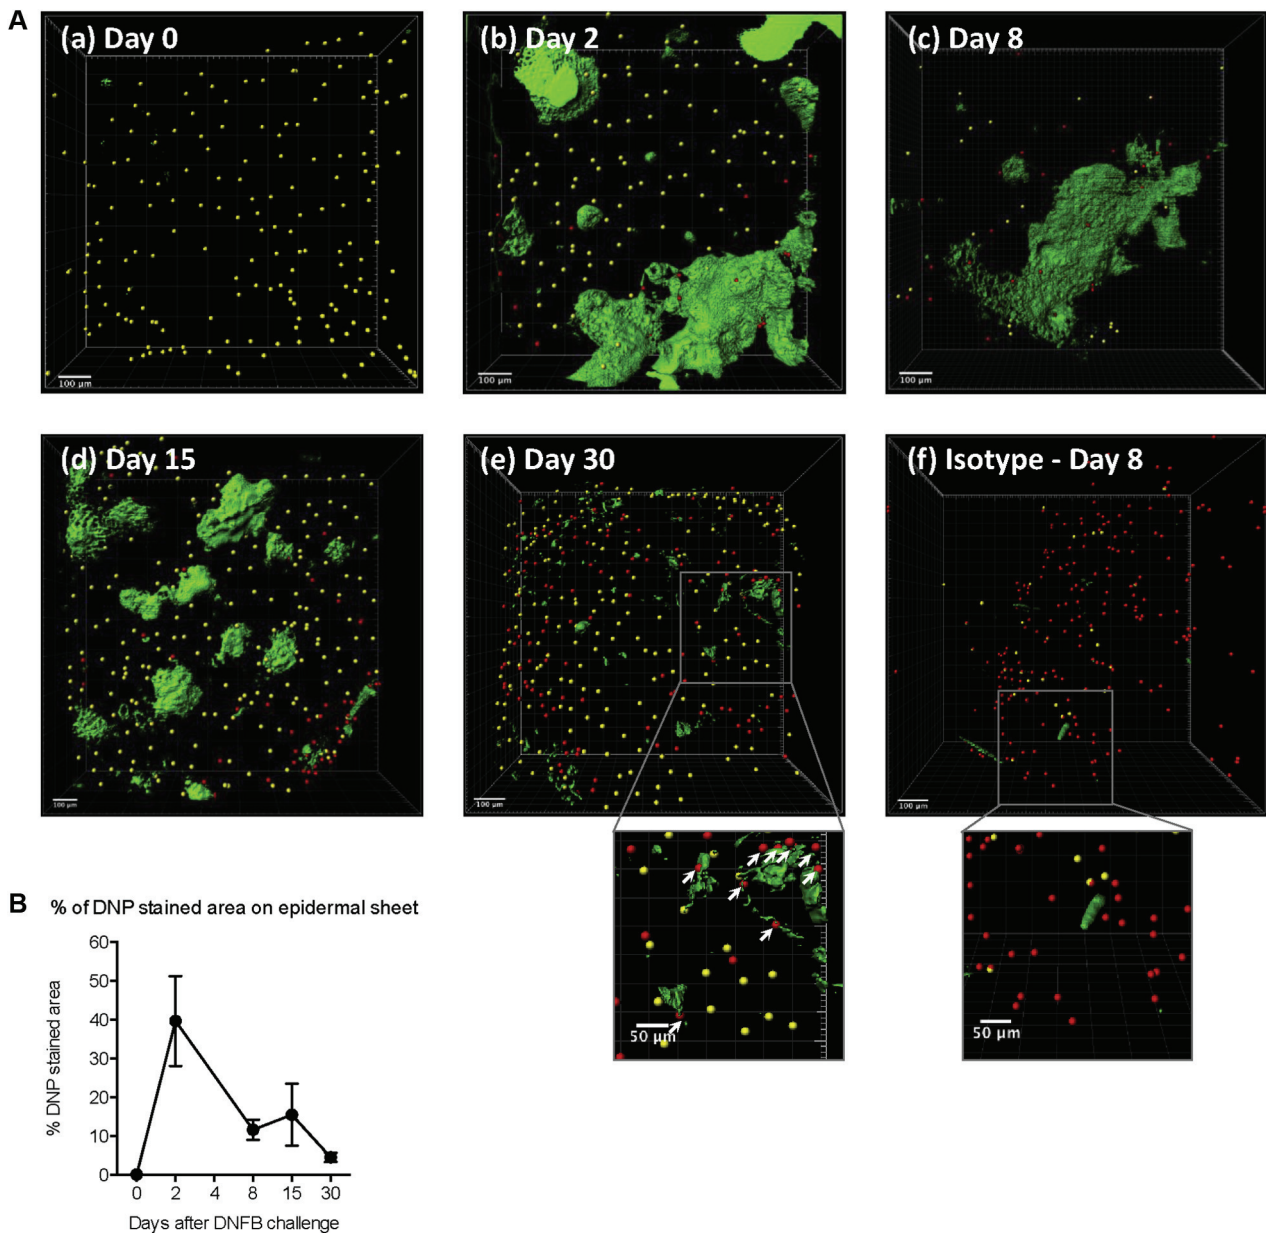 A
(a) Day 0
(b) Day 2
(c) Day 8
100 µm
100 µm
100 µm
(d) Day 15
(e) Day 30
(f) Isotype - Day 8
100 µm
100 µm
100 µm
50 µm
50 µm
B
% of DNP stained area on epidermal sheet
% DNP stained area
60
50
40
30
20
10
0
0 2 4 8 15 30
Days after DNFB challenge